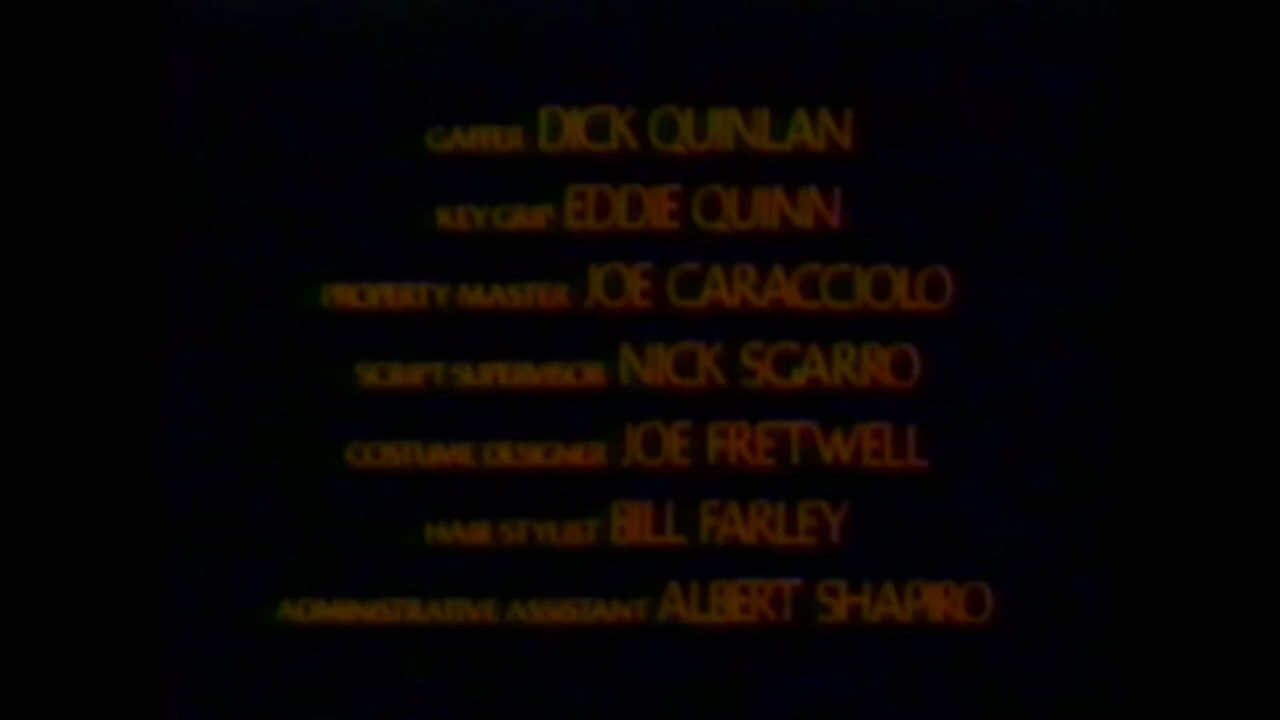 GAFFER DICK QUINLAN
KEY GRIP EDDIE QUINN
PROPERTY MASTER JOE CARACCIOLO
SCRIPT SUPERVISOR NICK SGARRO
COSTUME DESIGNER JOE FRETWELL
HAIR STYLIST BILL FARLEY
ADMINISTRATIVE ASSISTANT ALBERT SHAPIRO